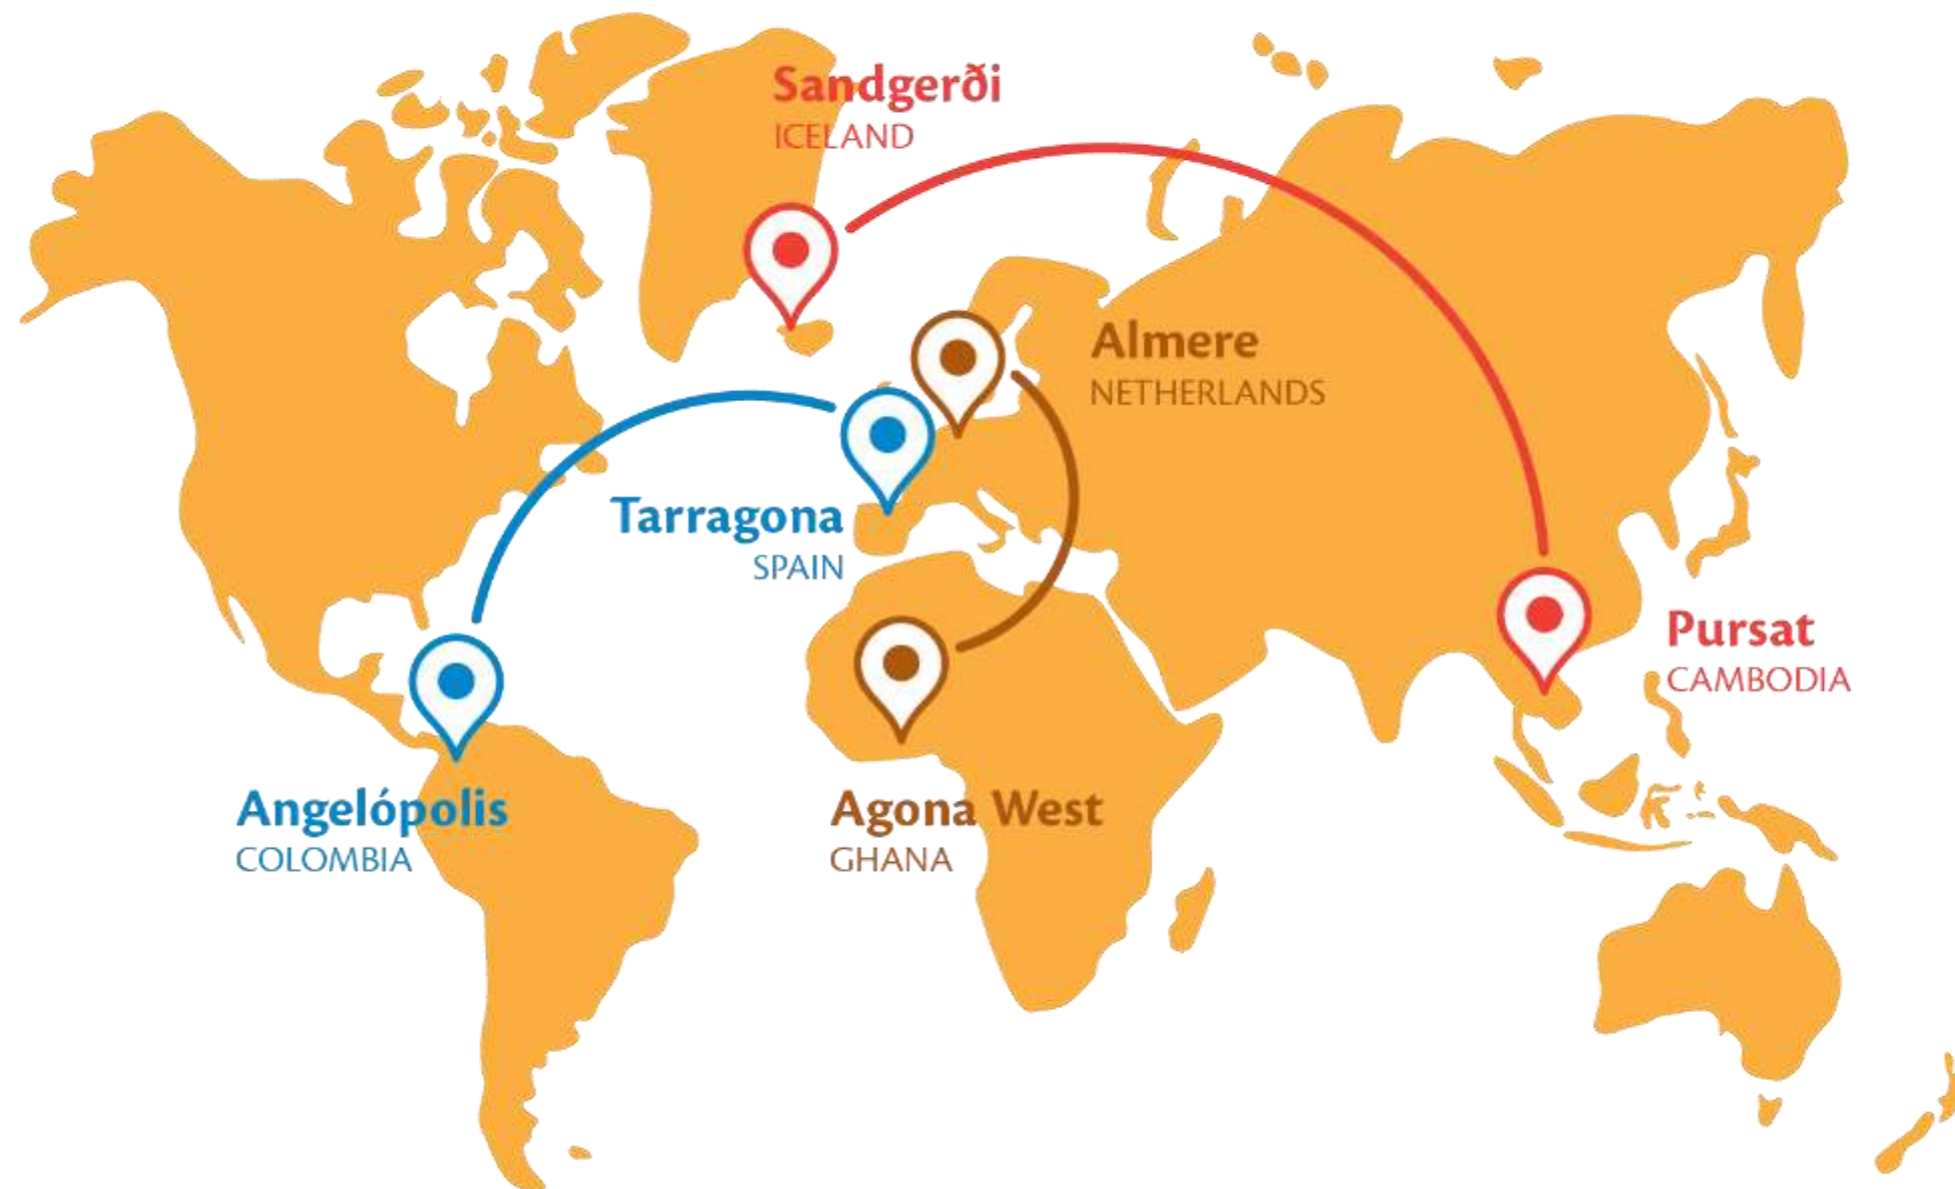 Sandgerði
ICELAND
Almere
NETHERLANDS
Tarragona
SPAIN
Pursat
CAMBODIA
Angelópolis
COLOMBIA
Agona West
GHANA